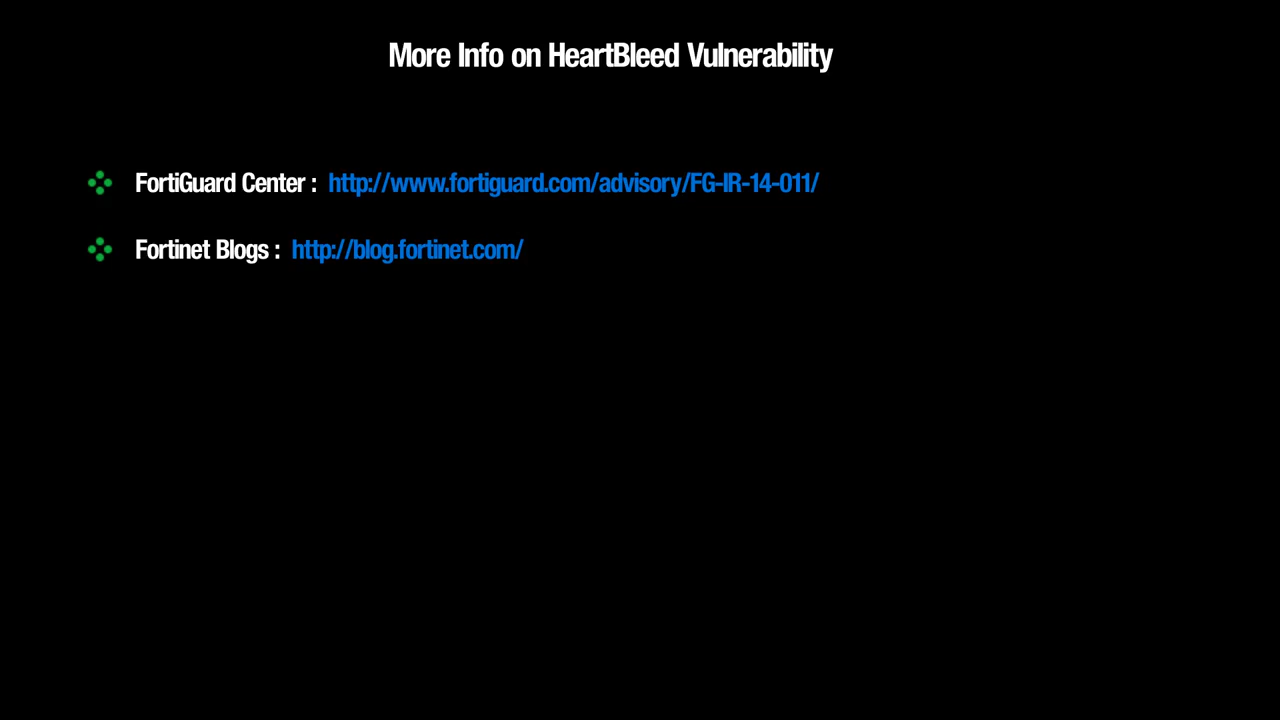 More Info on HeartBleed Vulnerability
FortiGuard Center : http://www.fortiguard.com/advisory/FG-IR-14-011/
Fortinet Blogs : http://blog.fortinet.com/